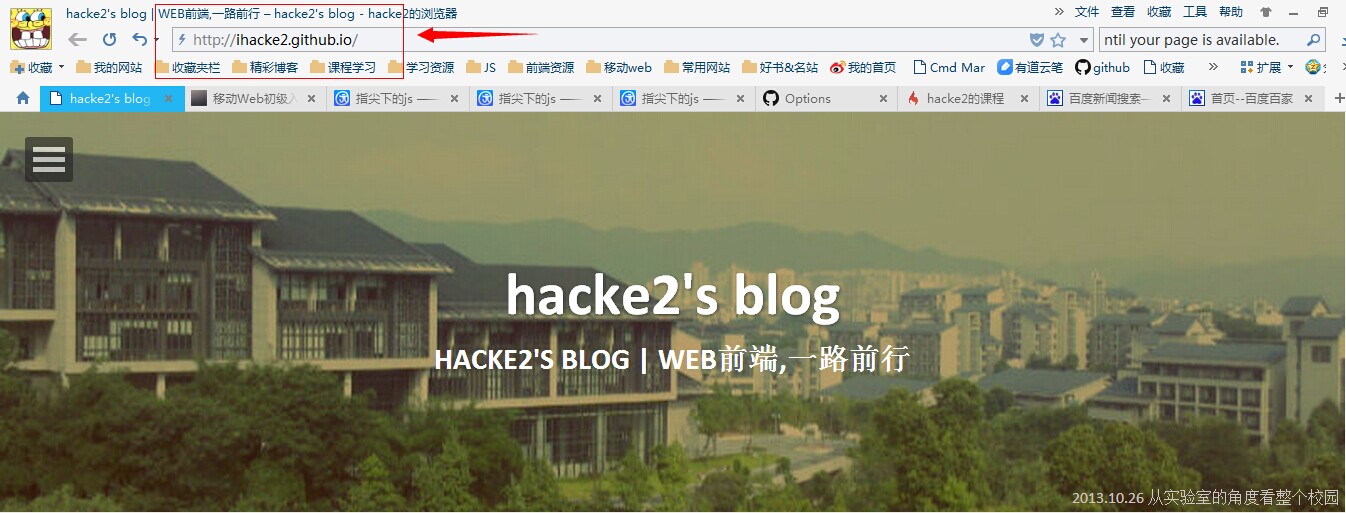 hacke2's blog | WEB前端,一路前行 – hacke2's blog - hacke2的浏览器
文件 查看 收藏 工具 帮助
http://ihacke2.github.io/
ntil your page is available.
收藏 我的网站 收藏夹栏 精彩博客 课程学习 学习资源 JS 前端资源 移动web 常用网站 好书&名站 我的首页 Cmd Mar 有道云笔 github 收藏 扩展
hacke2's blog 移动Web初级 指尖下的js —— 指尖下的js —— 指尖下的js —— Options hacke2的课程 百度新闻搜索— 首页--百度百家
hacke2's blog
HACKE2'S BLOG | WEB前端,一路前行
2013.10.26 从实验室的角度看整个校园